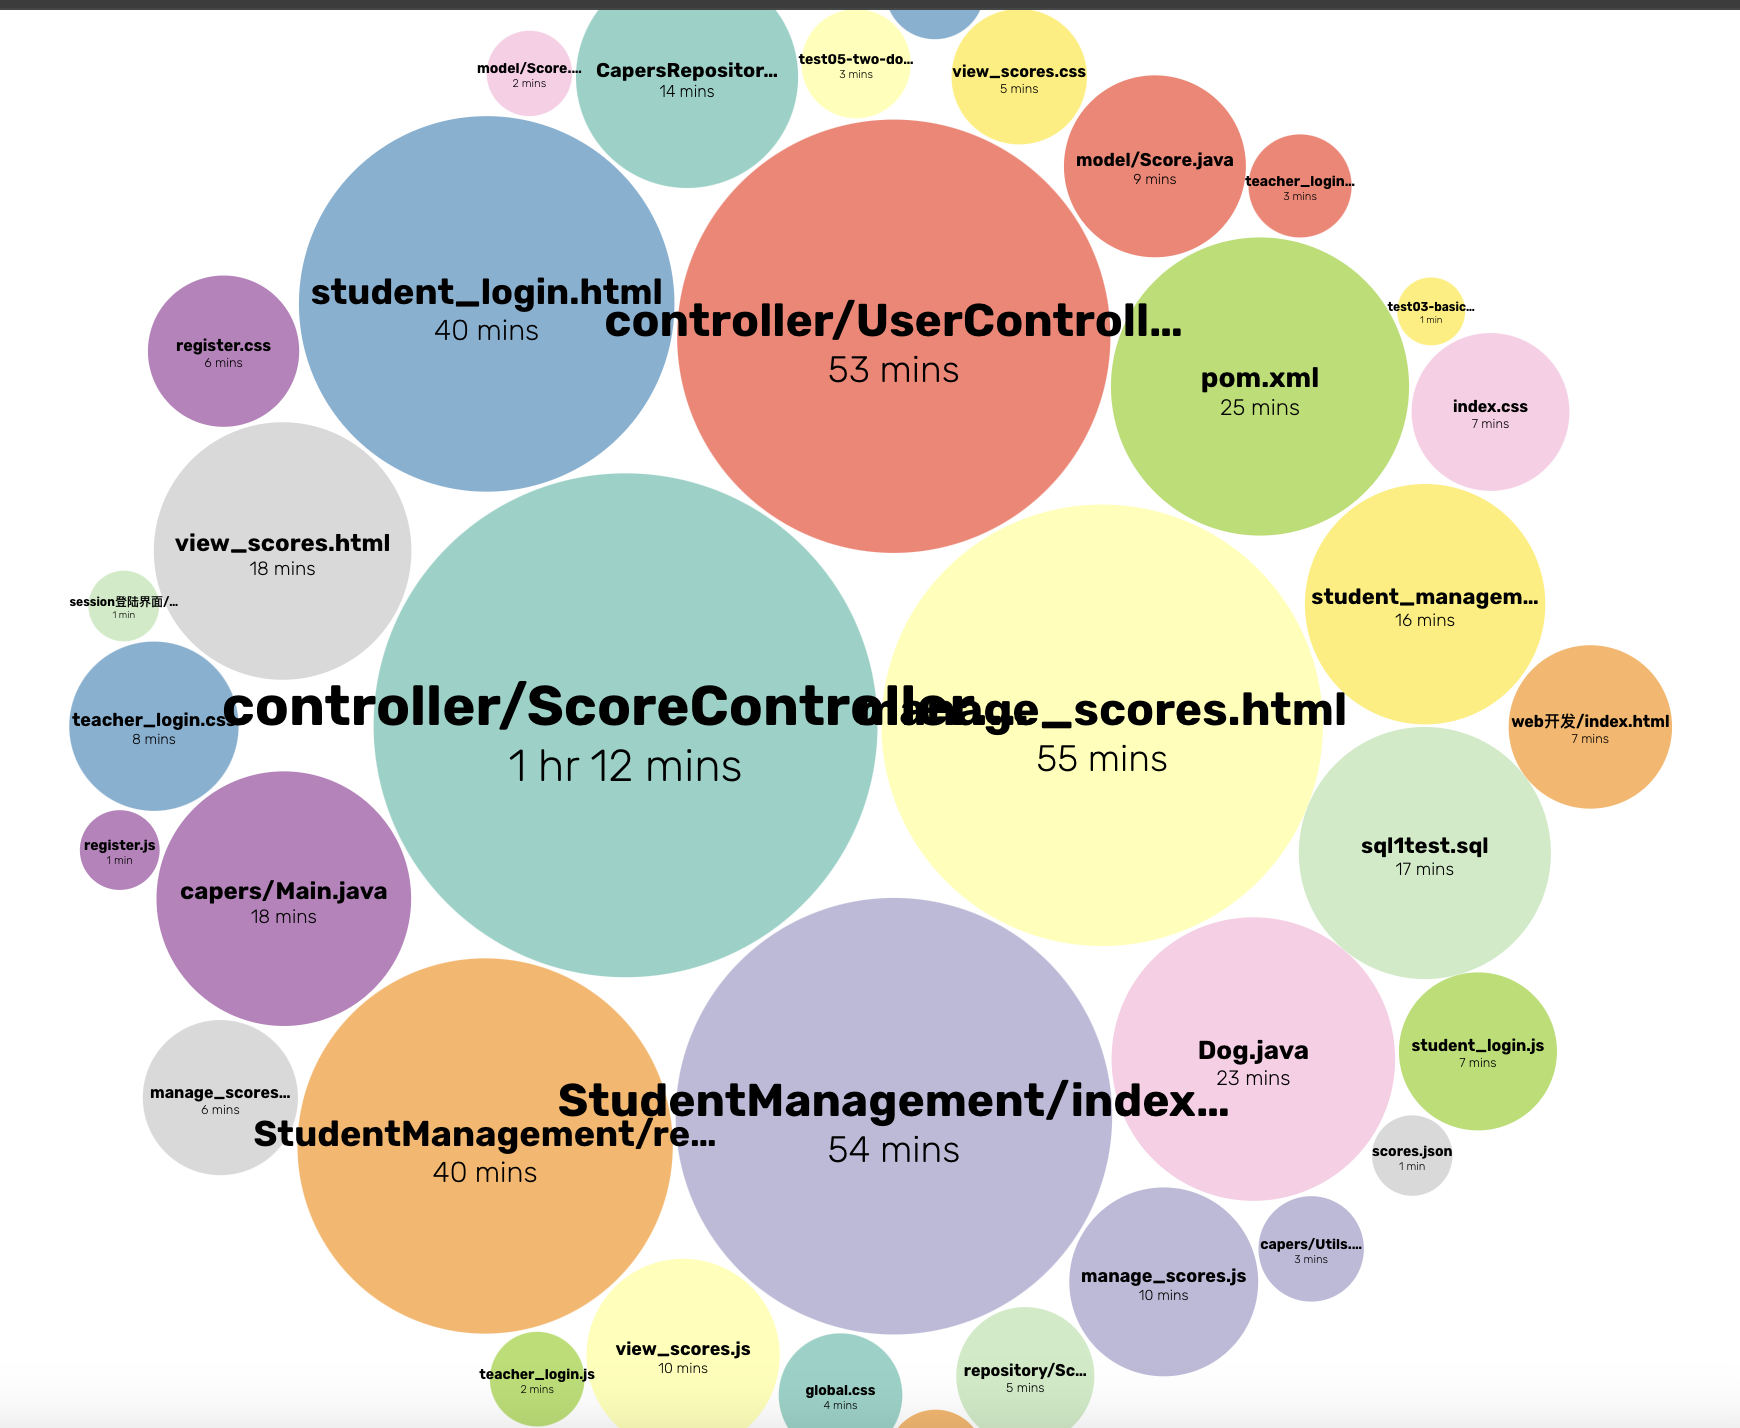 test05-two-do...
3 mins
model/Score....
2 mins
CapersRepositor...
14 mins
view_scores.css
5 mins
model/Score.java
9 mins
teacher_login...
3 mins
student_login.html
40 mins
controller/UserControll...
53 mins
test03-basic...
1 min
register.css
6 mins
pom.xml
25 mins
index.css
7 mins
view_scores.html
18 mins
session登陆界面/...
1 min
student_managem...
16 mins
controller/ScoreController....
1 hr 12 mins
manage_scores.html
55 mins
teacher_login.css
8 mins
web开发/index.html
7 mins
register.js
1 min
sql1test.sql
17 mins
capers/Main.java
18 mins
Dog.java
23 mins
student_login.js
7 mins
manage_scores...
6 mins
StudentManagement/index...
54 mins
StudentManagement/re...
40 mins
scores.json
1 min
capers/Utils....
3 mins
manage_scores.js
10 mins
view_scores.js
10 mins
teacher_login.js
2 mins
repository/Sc...
5 mins
global.css
4 mins